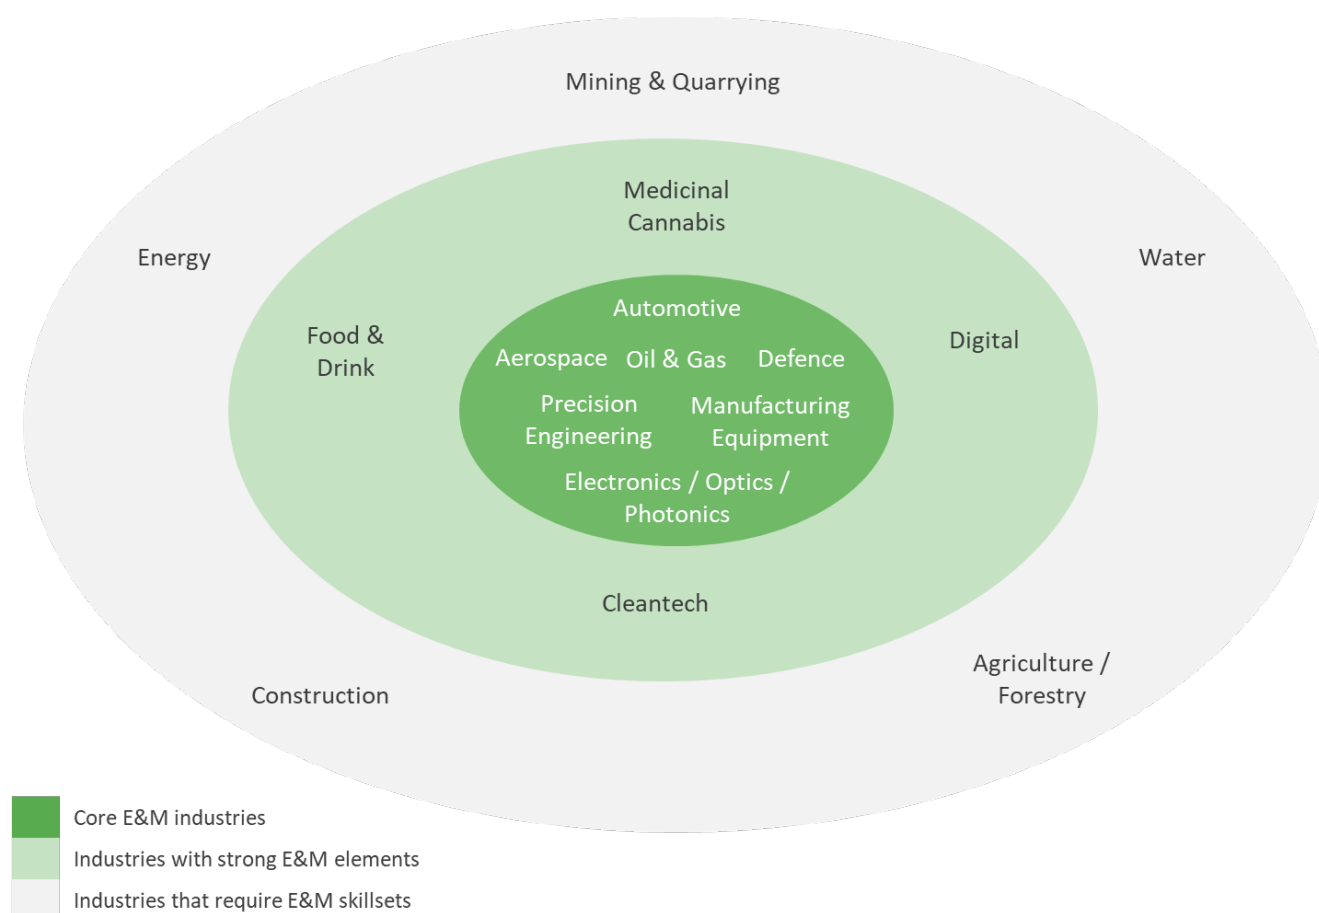 Mining & Quarrying
Medicinal
Cannabis
Energy
Water
Automotive
Food &
Drink
Digital
Aerospace
Oil & Gas
Defence
Precision
Engineering
Manufacturing
Equipment
Electronics / Optics /
Photonics
Cleantech
Construction
Agriculture /
Forestry
Core E&M industries
Industries with strong E&M elements
Industries that require E&M skillsets